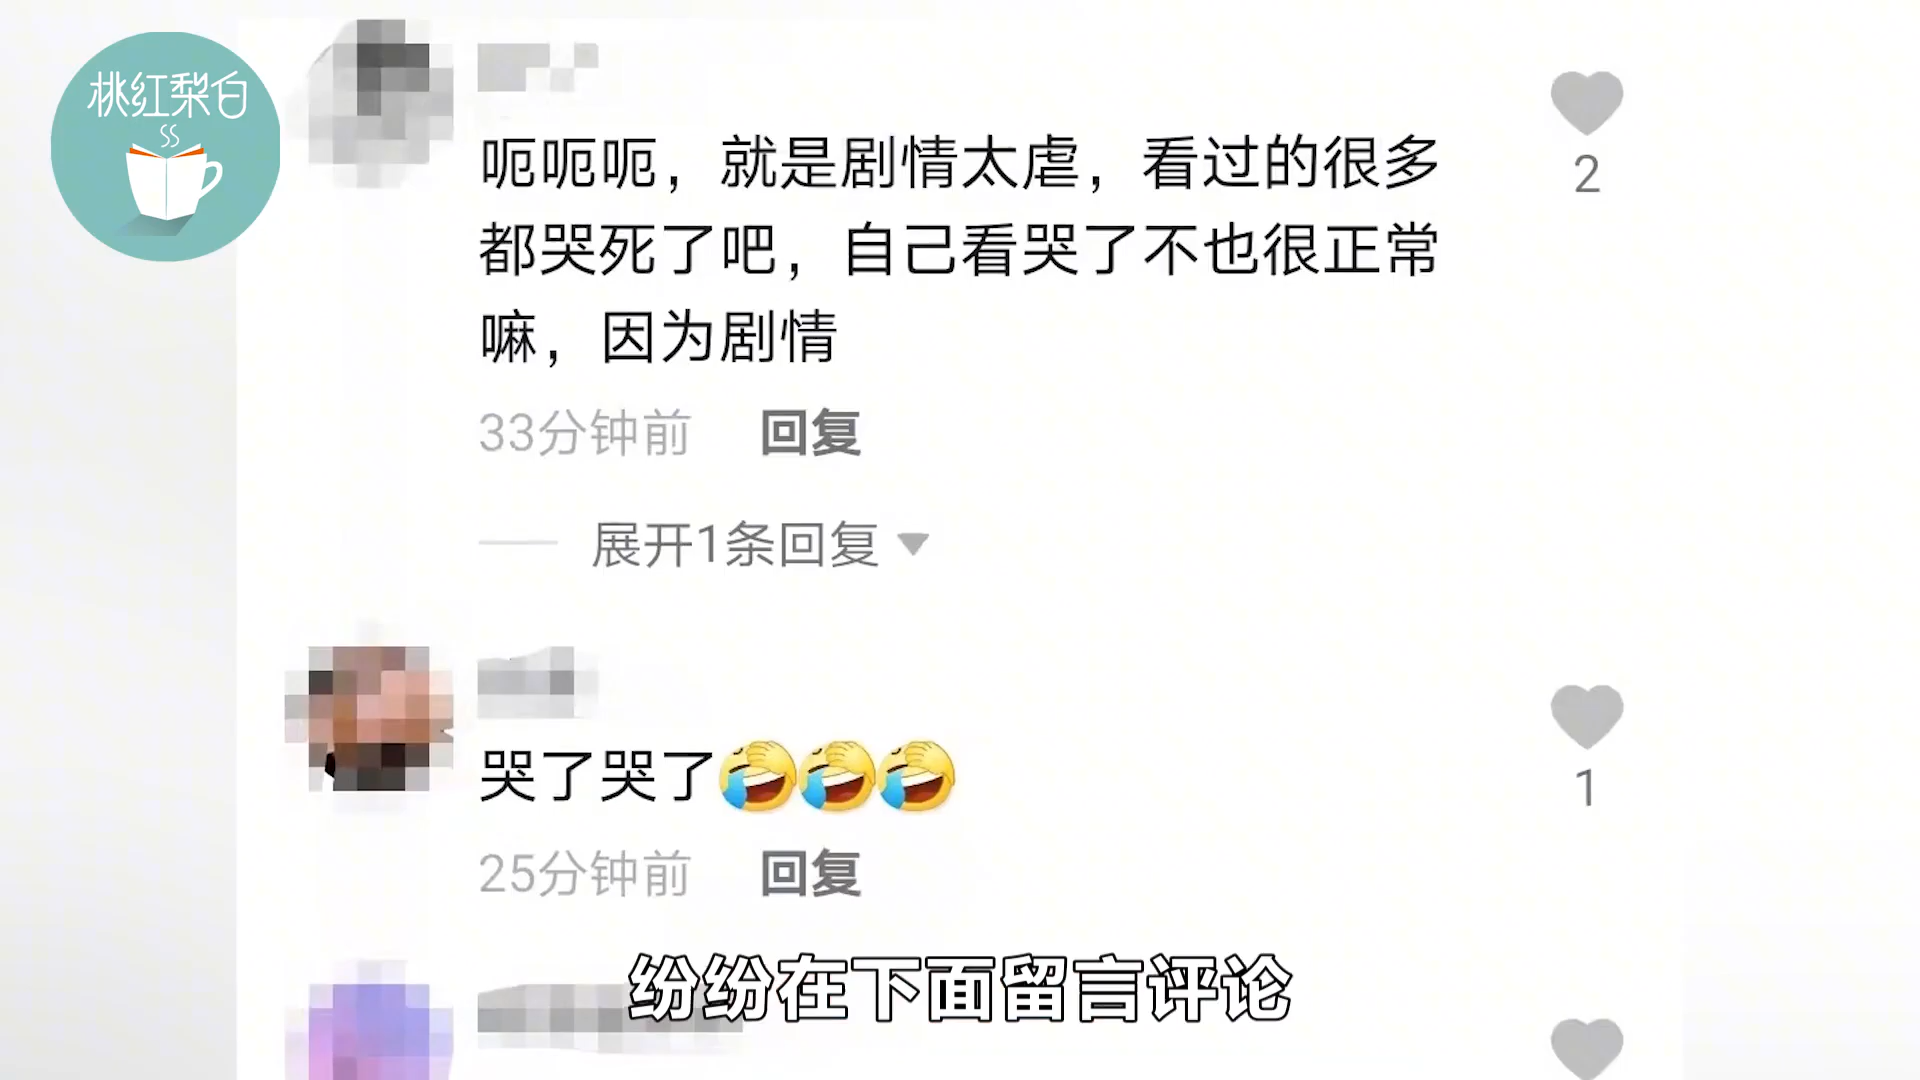 桃红梨白
呃呃呃，就是剧情太虐，看过的很多
都哭死了吧，自己看哭了不也很正常
嘛，因为剧情
2
33分钟前 回复
展开1条回复
哭了哭了
1
25分钟前 回复
纷纷在下面留言评论